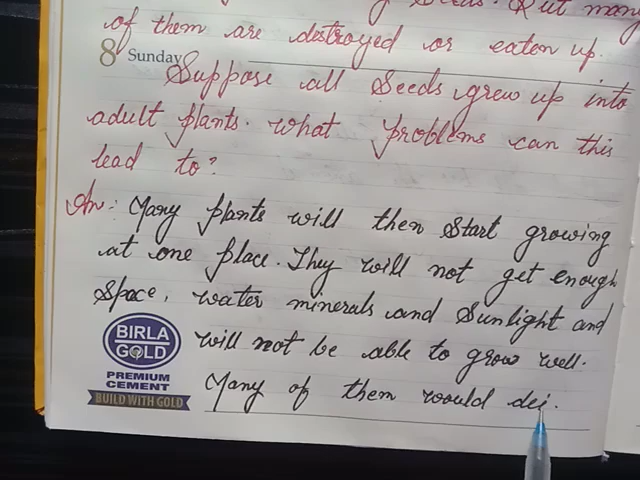 Seeds. But many
of them are destroyed or eaten up.
8 Sunday
Suppose all seeds grew up into
adult plants. What problems can this
lead to?
An: Many plants will then start growing
at one place. They will not get enough
space, water minerals and sunlight and
will not be able to grow well.
Many of them would dei.
BIRLA
GOLD
PREMIUM
CEMENT
BUILD WITH GOLD